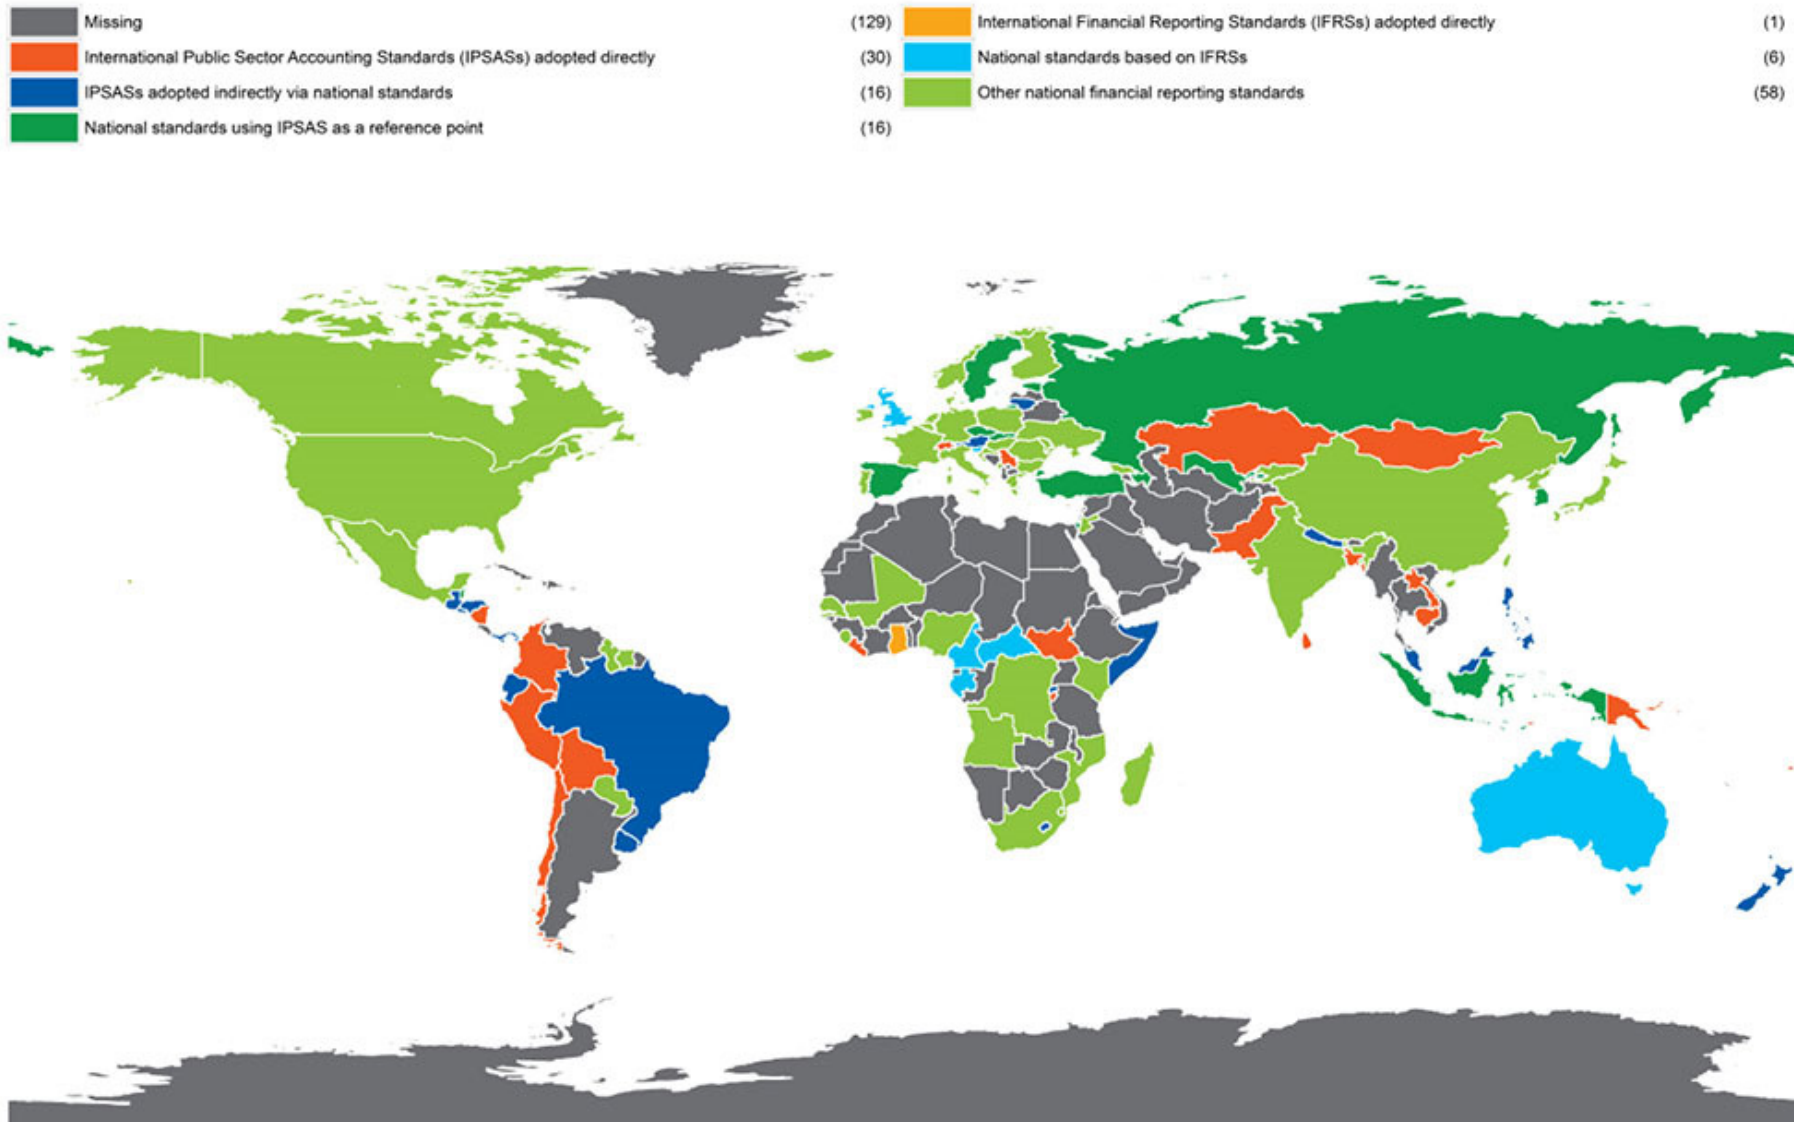 Missing (129)
International Public Sector Accounting Standards (IPSASs) adopted directly (30)
IPSASs adopted indirectly via national standards (16)
National standards using IPSAS as a reference point (16)
International Financial Reporting Standards (IFRSs) adopted directly (1)
National standards based on IFRSs (6)
Other national financial reporting standards (58)